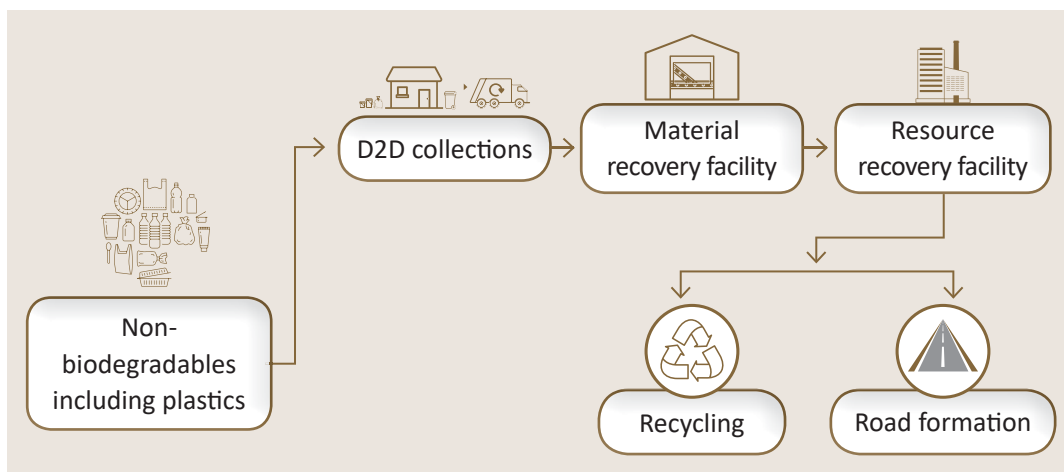 D2D collections
Material
recovery facility
Resource
recovery facility
Non-
biodegradables
including plastics
Recycling
Road formation